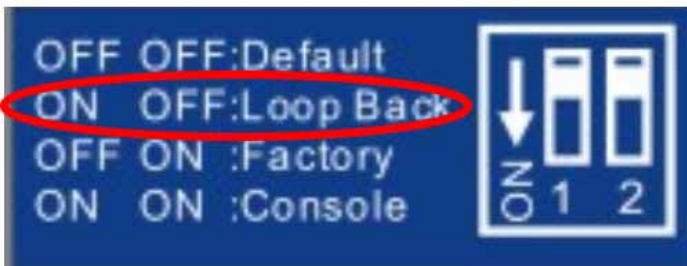 OFF OFF:Default
ON OFF:Loop Back
OFF ON :Factory
ON ON :Console
ON
1 2